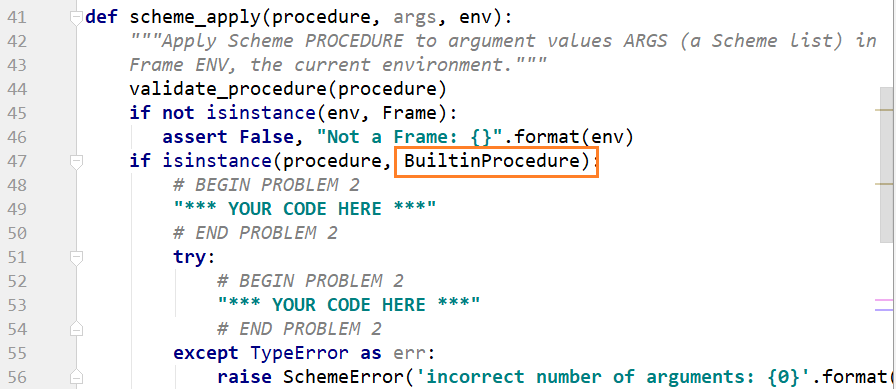 41 def scheme_apply(procedure, args, env):
42 """Apply Scheme PROCEDURE to argument values ARGS (a Scheme list) in
43 Frame ENV, the current environment."""
44 validate_procedure(procedure)
45 if not isinstance(env, Frame):
46 assert False, "Not a Frame: {}".format(env)
47 if isinstance(procedure, BuiltinProcedure):
48 # BEGIN PROBLEM 2
49 "*** YOUR CODE HERE ***"
50 # END PROBLEM 2
51 try:
52 # BEGIN PROBLEM 2
53 "*** YOUR CODE HERE ***"
54 # END PROBLEM 2
55 except TypeError as err:
56 raise SchemeError('incorrect number of arguments: {0}'.format(